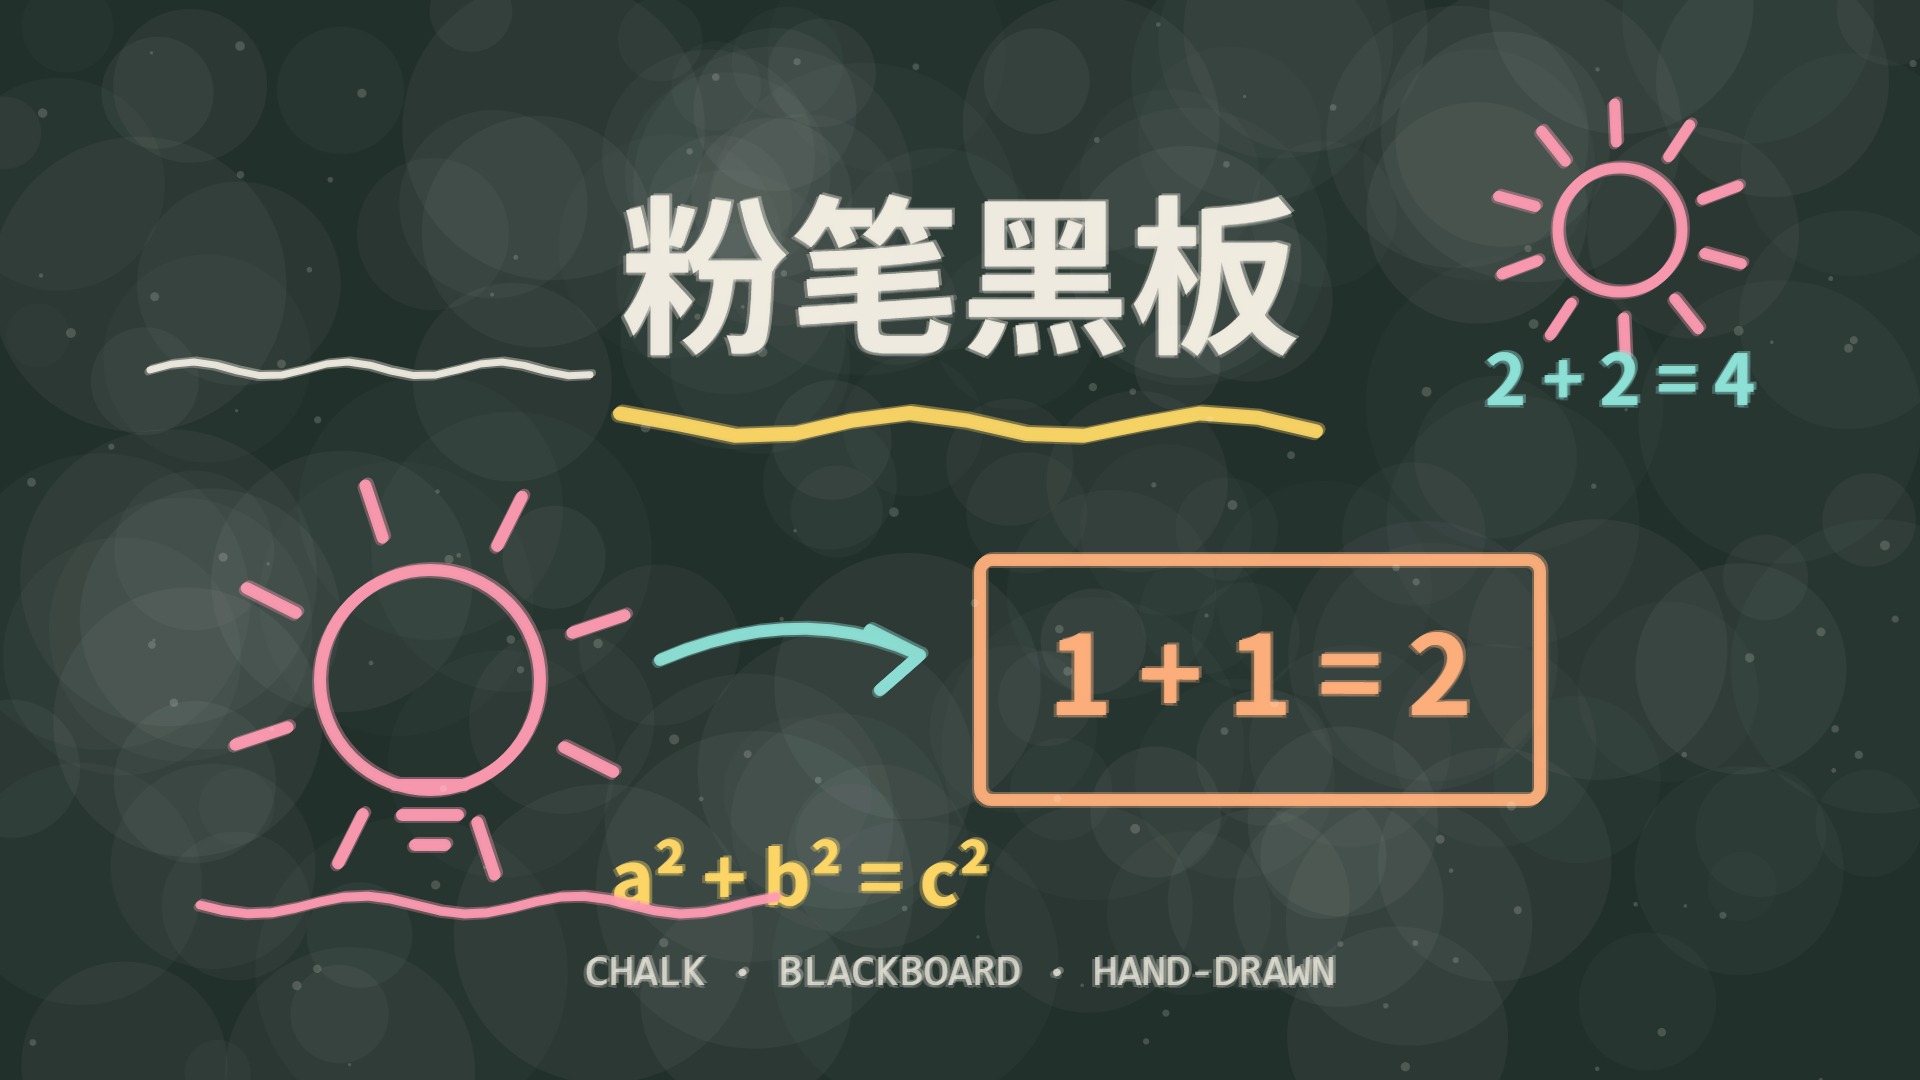 粉笔黑板
2 + 2 = 4
1 + 1 = 2
a² + b² = c²
CHALK · BLACKBOARD · HAND-DRAWN